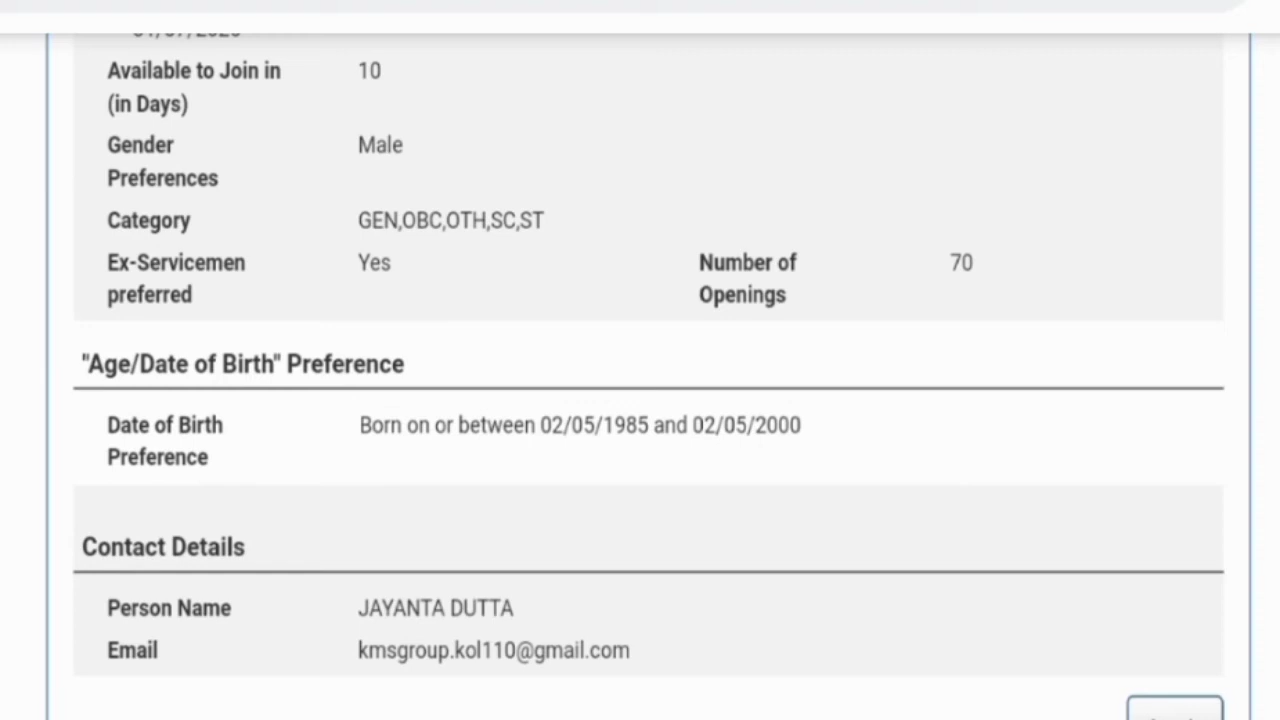 Available to Join in 10
(in Days)
Gender Male
Preferences
Category GEN,OBC,OTH,SC,ST
Ex-Servicemen Yes Number of 70
preferred Openings
"Age/Date of Birth" Preference
Date of Birth Born on or between 02/05/1985 and 02/05/2000
Preference
Contact Details
Person Name JAYANTA DUTTA
Email kmsgroup.kol110@gmail.com